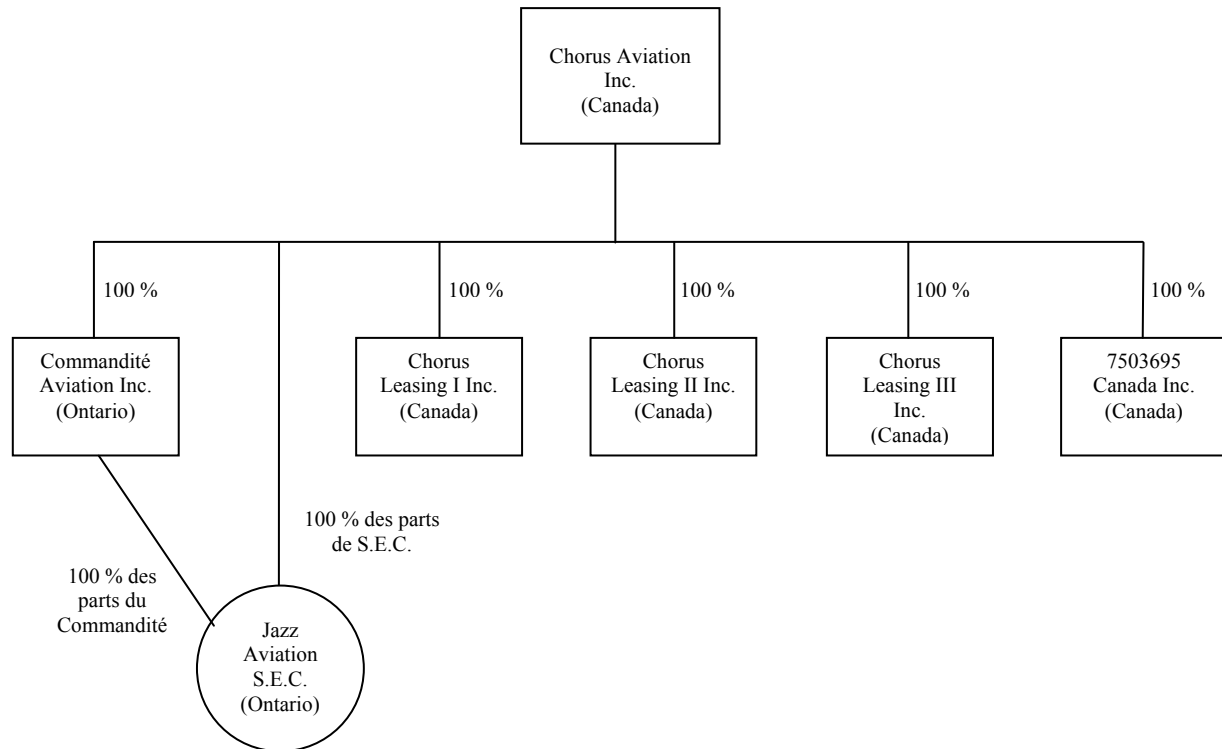 Chorus Aviation
Inc.
(Canada)
100 %
100 %
100 %
100 %
100 %
Commandité
Aviation Inc.
(Ontario)
Chorus
Leasing I Inc.
(Canada)
Chorus
Leasing II Inc.
(Canada)
Chorus
Leasing III
Inc.
(Canada)
7503695
Canada Inc.
(Canada)
100 % des parts
de S.E.C.
100 % des
parts du
Commandité
Jazz
Aviation
S.E.C.
(Ontario)